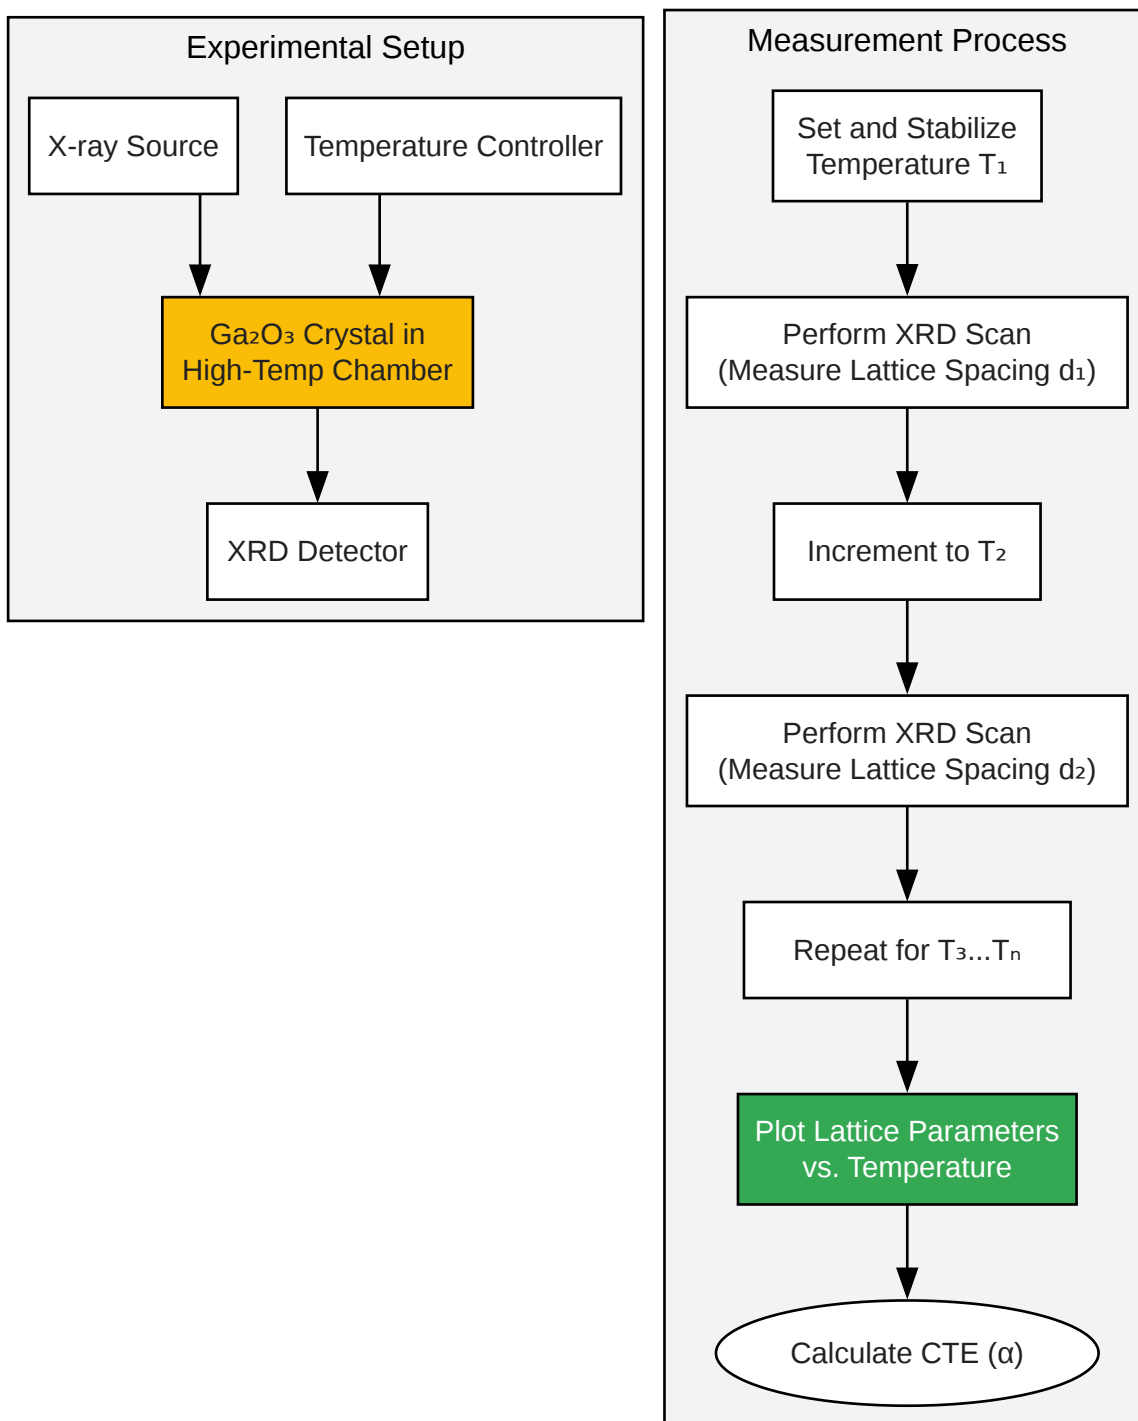 Experimental Setup
X-ray Source
Temperature Controller
Ga₂O₃ Crystal in
High-Temp Chamber
XRD Detector
Measurement Process
Set and Stabilize
Temperature T₁
Perform XRD Scan
(Measure Lattice Spacing d₁)
Increment to T₂
Perform XRD Scan
(Measure Lattice Spacing d₂)
Repeat for T₃...Tₙ
Plot Lattice Parameters
vs. Temperature
Calculate CTE (α)